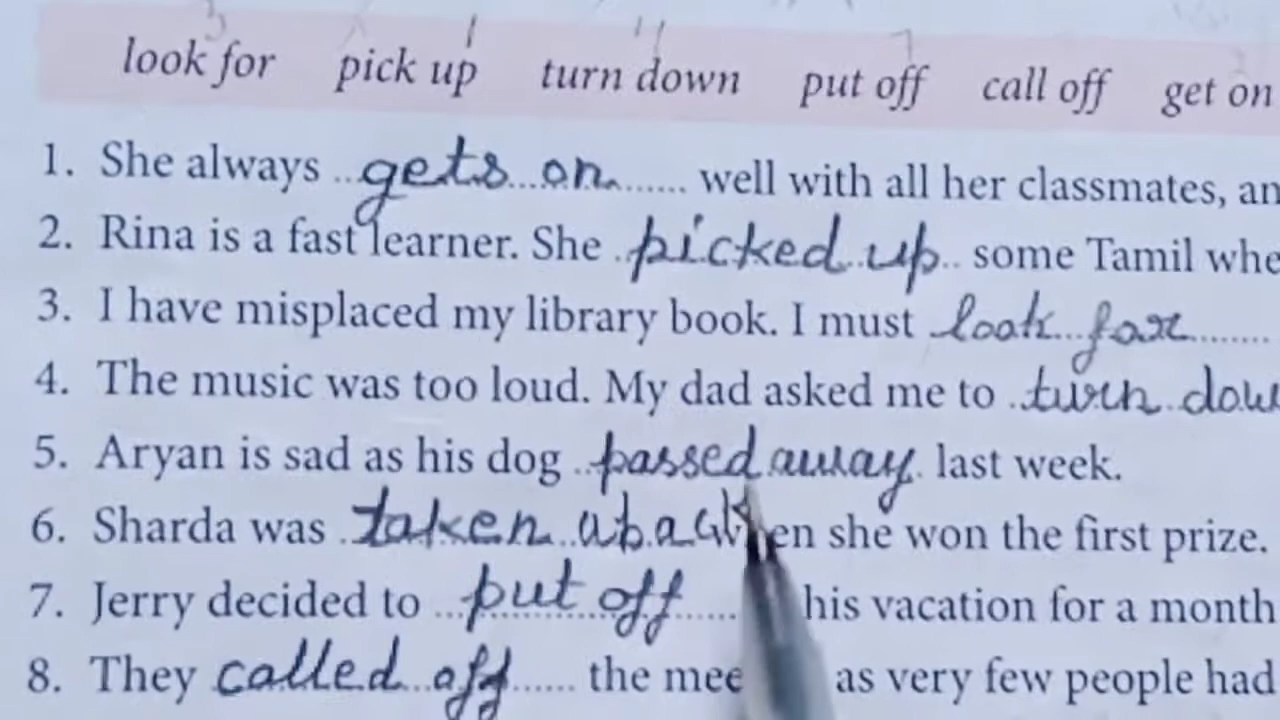 look for pick up turn down put off call off get on
1. She always gets on well with all her classmates, an
2. Rina is a fast learner. She picked up some Tamil whe
3. I have misplaced my library book. I must look for
4. The music was too loud. My dad asked me to turn dow
5. Aryan is sad as his dog passed away last week.
6. Sharda was taken aback when she won the first prize.
7. Jerry decided to put off his vacation for a month
8. They called off the mee as very few people had